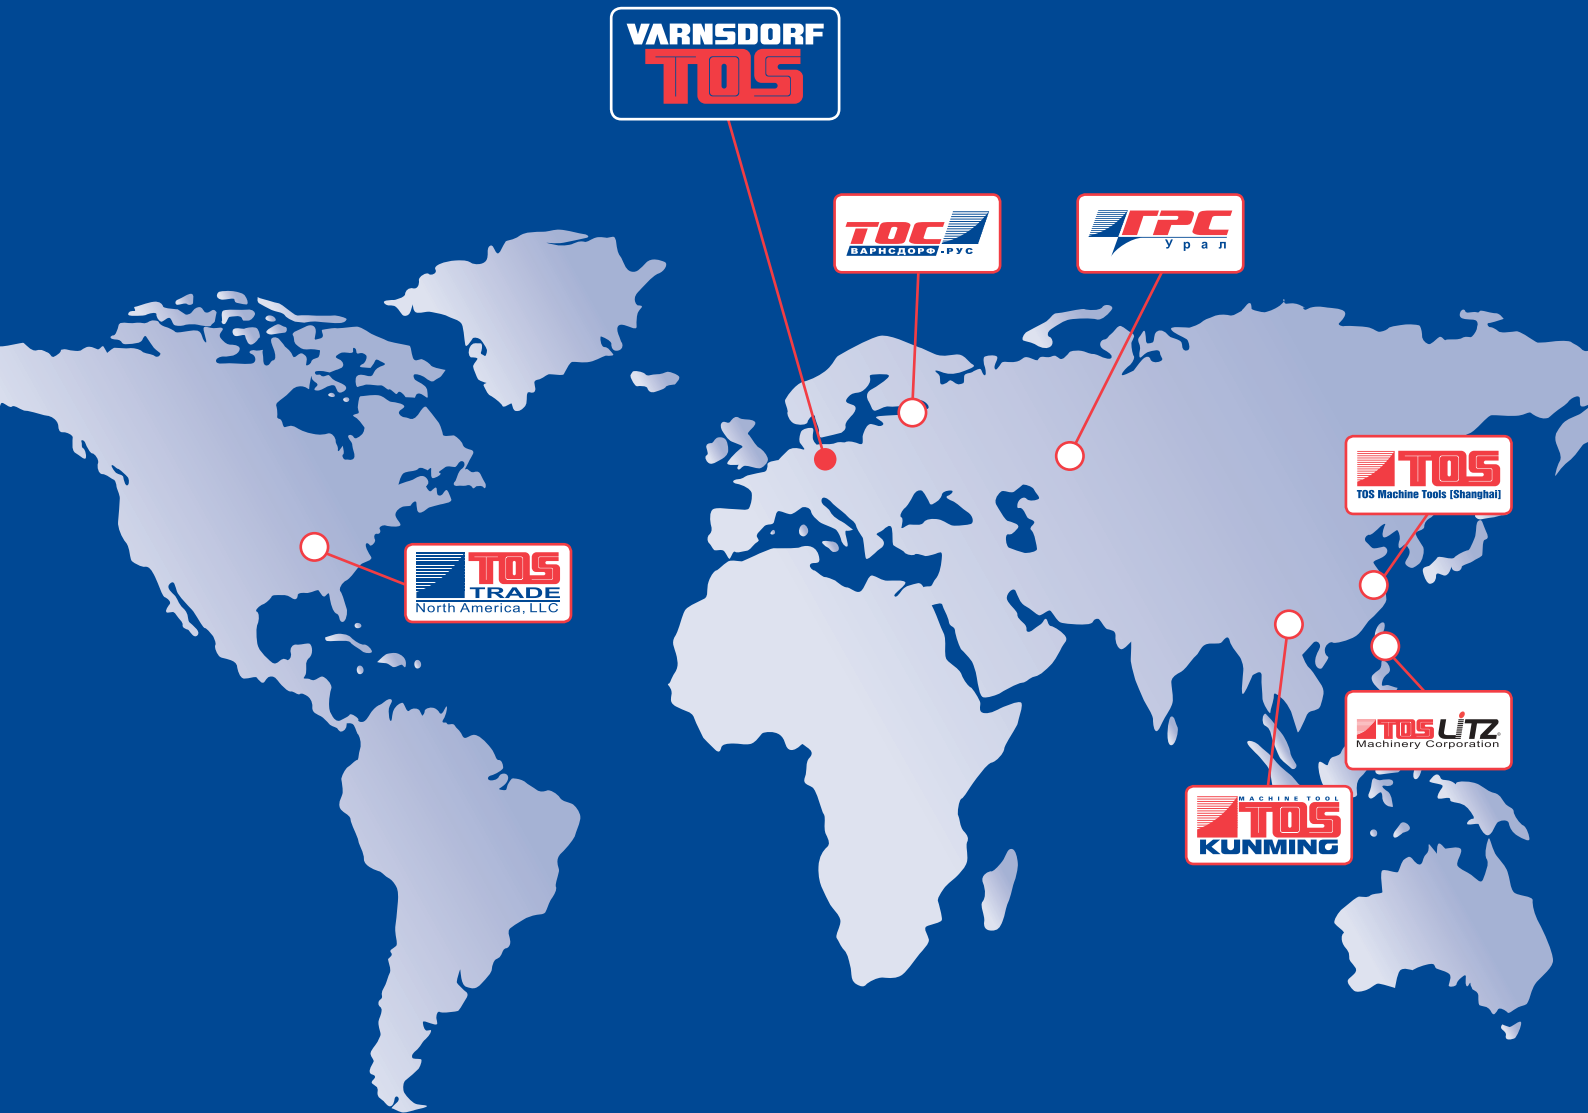 VARNSDORF
TOS
ТОС
ВАРНСДОРФ-РУС
ГРС
Урал
TOS
TOS Machine Tools [Shanghai]
TOS
TRADE
North America, LLC
TOS LiTZ®
Machinery Corporation
MACHINE TOOL
TOS
KUNMING